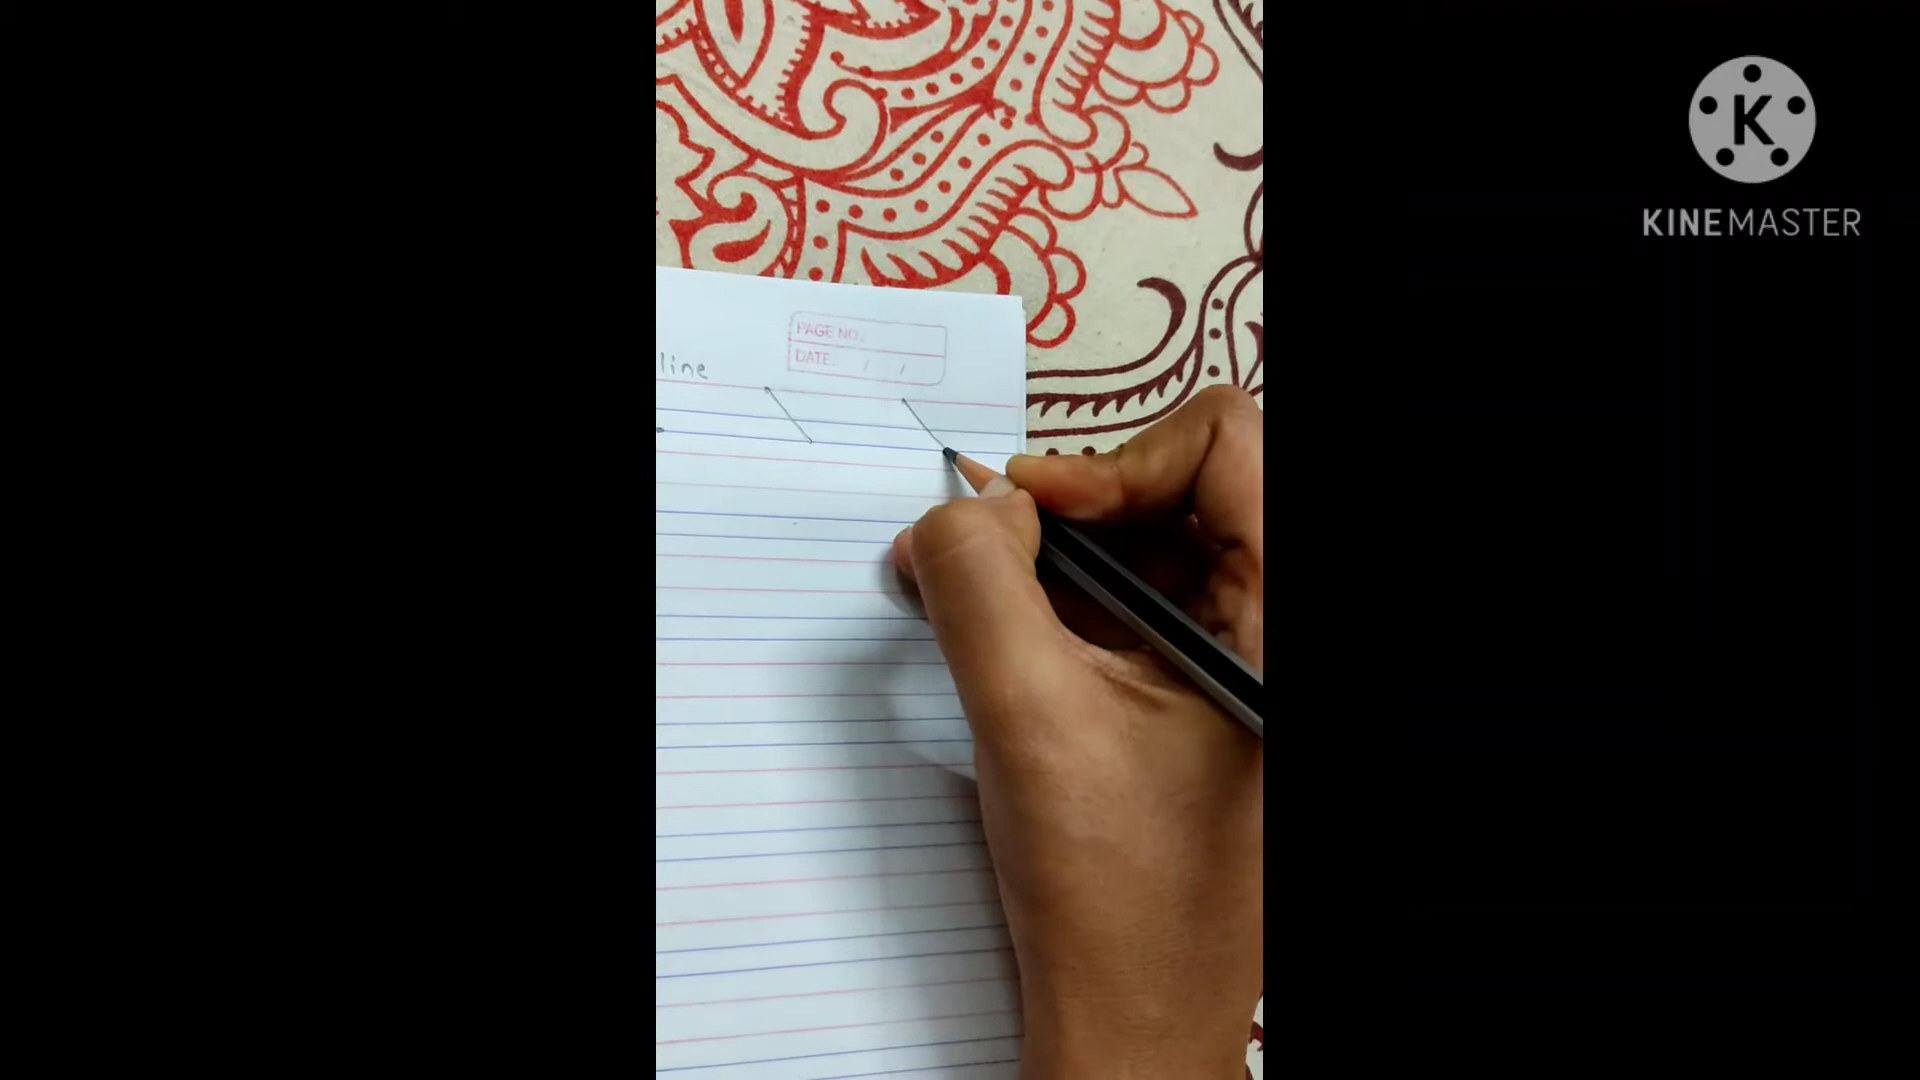 K
KINEMASTER
PAGE NO.:
DATE: / /
line